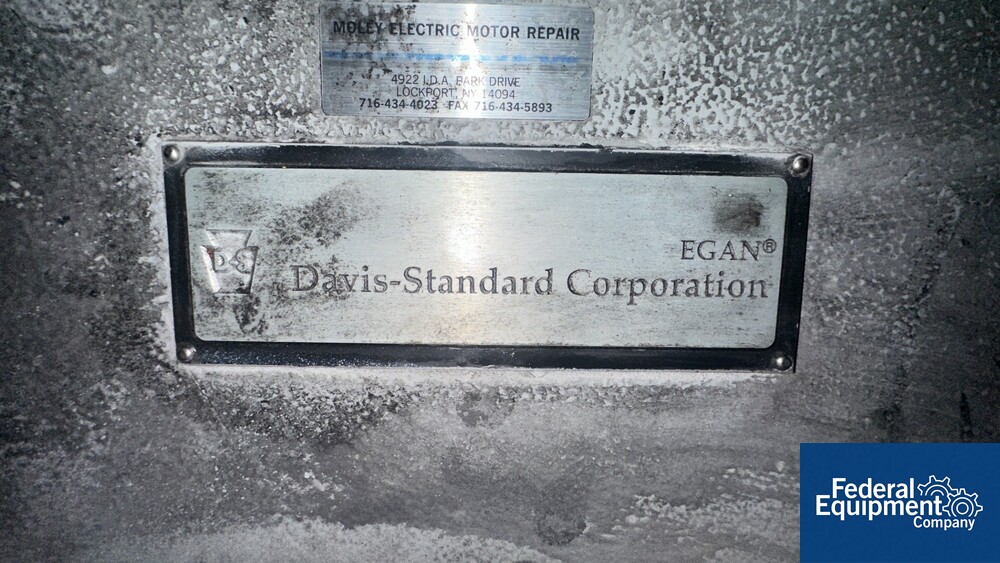 MOLEY ELECTRIC MOTOR REPAIR
4922 I.D.A. PARK DRIVE
LOCKPORT, NY 14094
716-434-4023 FAX 716-434-5893
D-S
EGAN®
Davis-Standard Corporation
Federal
Equipment
Company